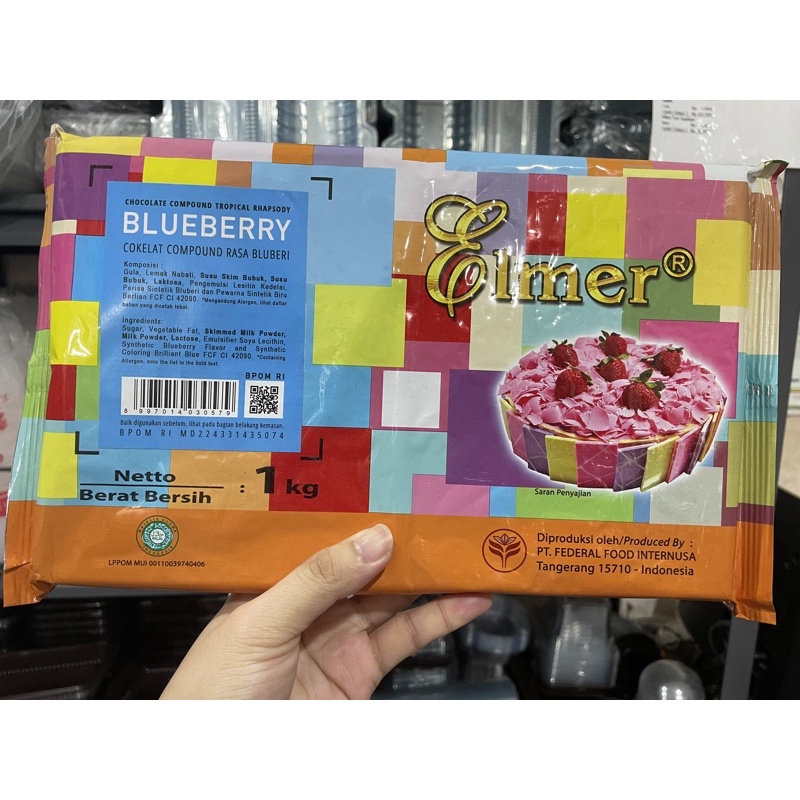 CHOCOLATE COMPOUND TROPICAL RHAPSODY
BLUEBERRY
COKELAT COMPOUND RASA BLUBERI
Komposisi :
Gula, Lemak Nabati, Susu Skim Bubuk, Susu
Bubuk, Laktosa, Pengemulsi Lesitin Kedelai,
Perisa Sintetik Bluberi dan Pewarna Sintetik Biru
Berlian FCF CI 42090. *Mengandung Alergen, lihat daftar
bahan yang dicetak tebal.
Ingredients:
Sugar, Vegetable Fat, Skimmed Milk Powder,
Milk Powder, Lactose, Emulsifier Soya Lecithin,
Synthetic Blueberry Flavor and Synthetic
Coloring Brilliant Blue FCF CI 42090. *Containing
Allergen, note the list in the bold text.
BPOM RI
8 997014 030579
Baik digunakan sebelum, lihat pada bagian belakang kemasan.
BPOM RI MD224331435074
Elmer®
Saran Penyajian
Netto
Berat Bersih : 1 kg
LPPOM MUI 00110039740406
Diproduksi oleh/Produced By :
PT. FEDERAL FOOD INTERNUSA
Tangerang 15710 - Indonesia